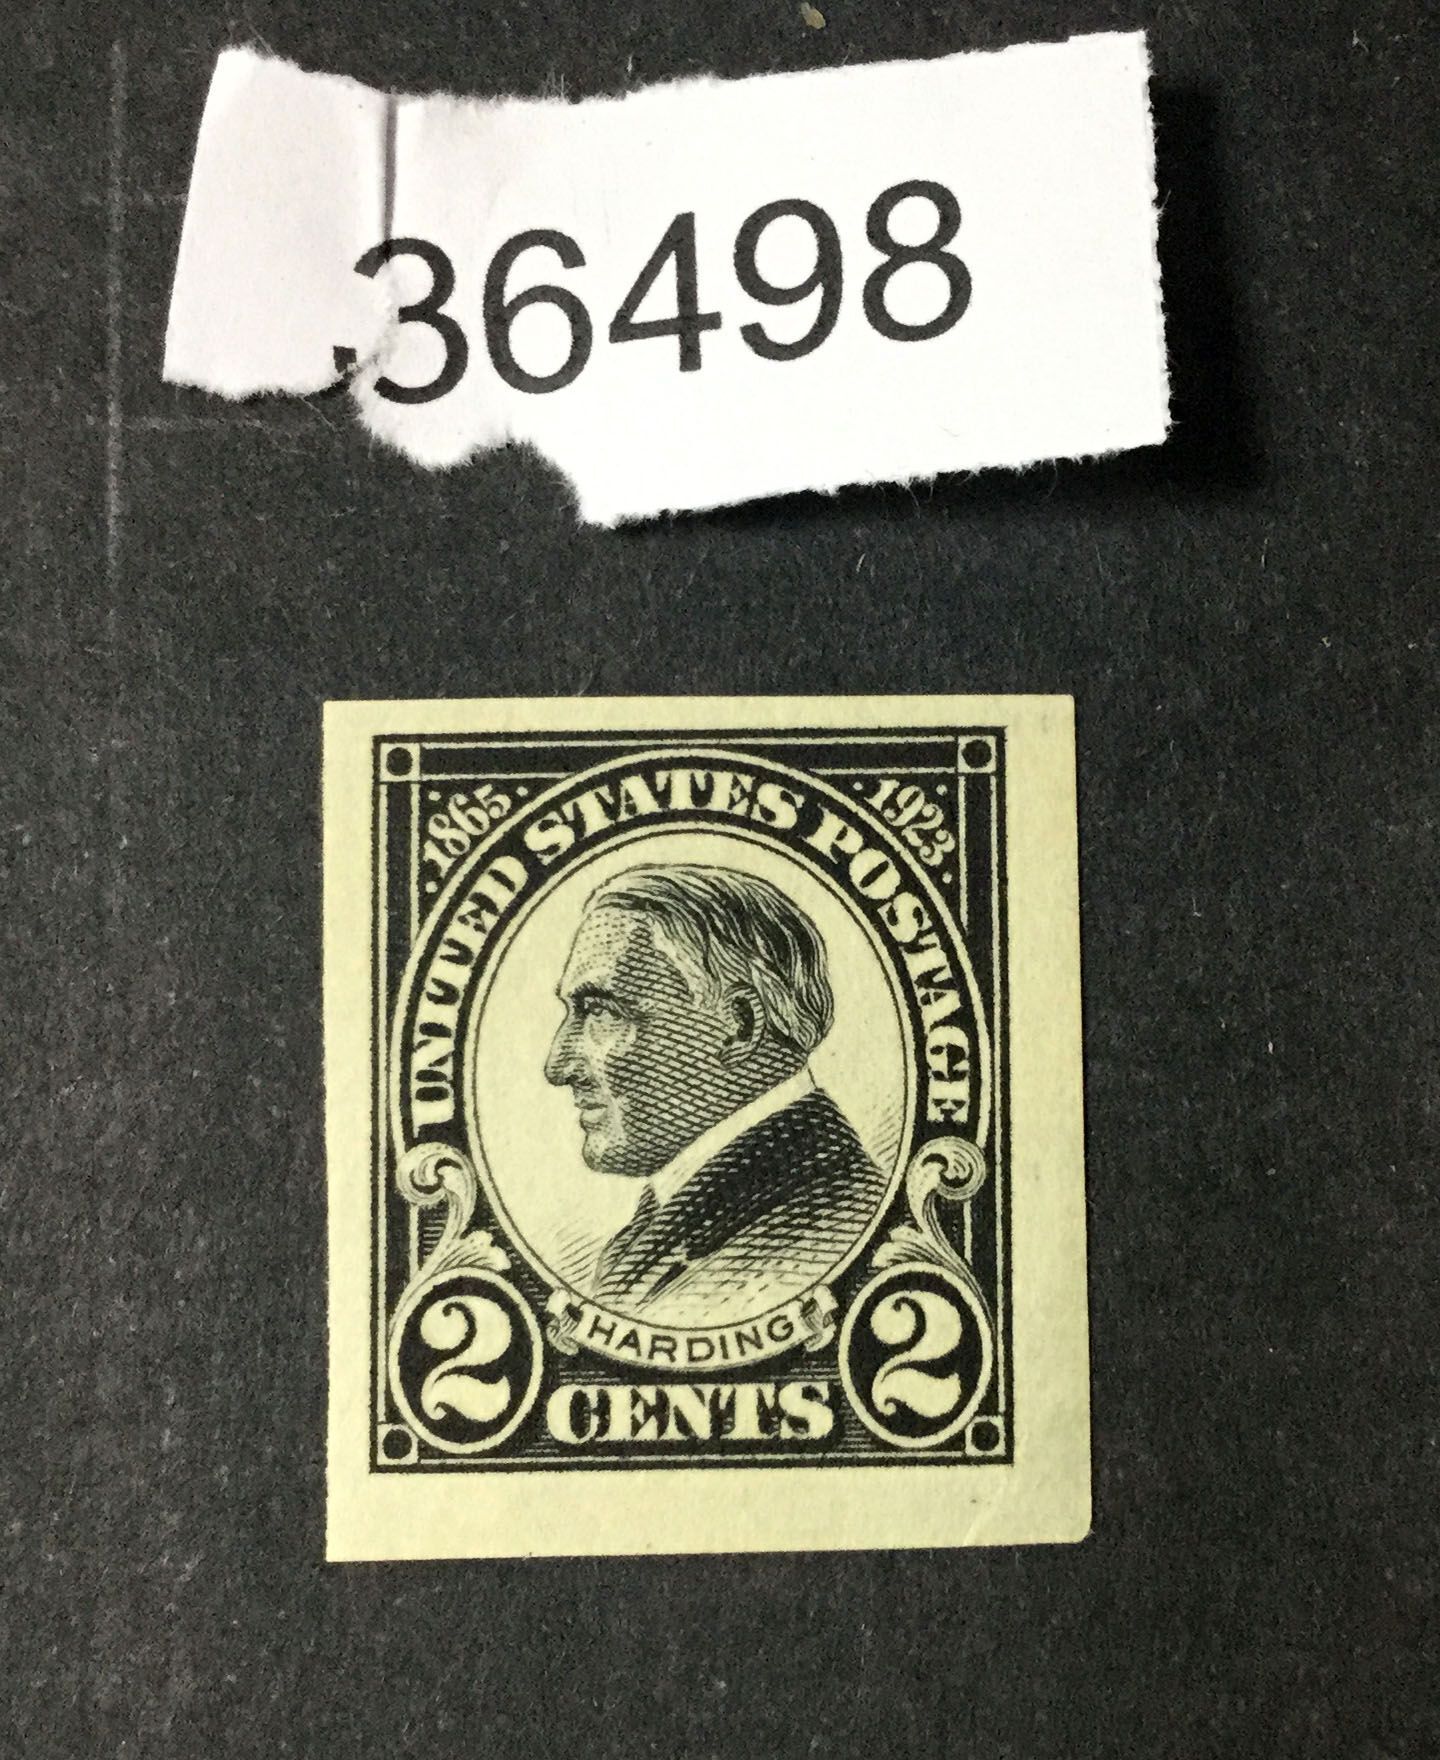 36498
1865 1923
UNITED STATES POSTAGE
HARDING
2 CENTS 2